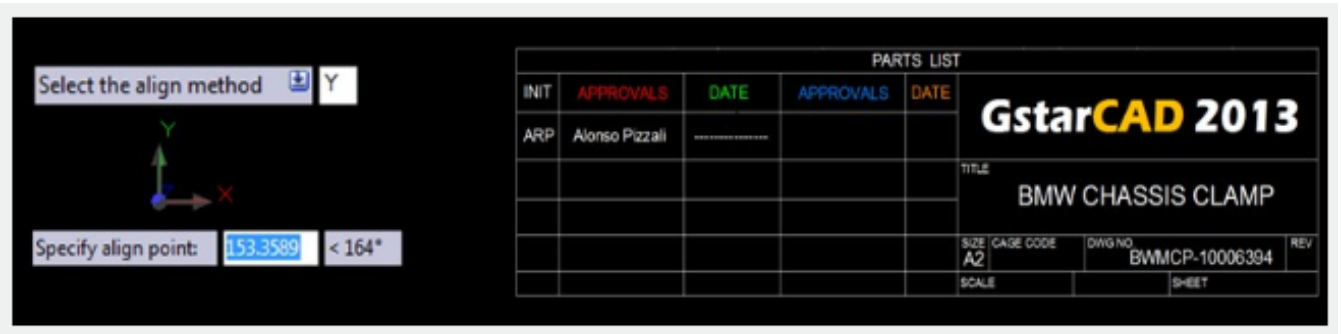 Select the align method Y
Y
X
Z
Specify align point: 153.3589 < 164°
PARTS LIST
INIT APPROVALS DATE APPROVALS DATE
ARP Alonso Pizzali ----------------
GstarCAD 2013
TITLE
BMW CHASSIS CLAMP
SIZE CAGE CODE DWG NO REV
A2 BWMCP-10006394
SCALE SHEET